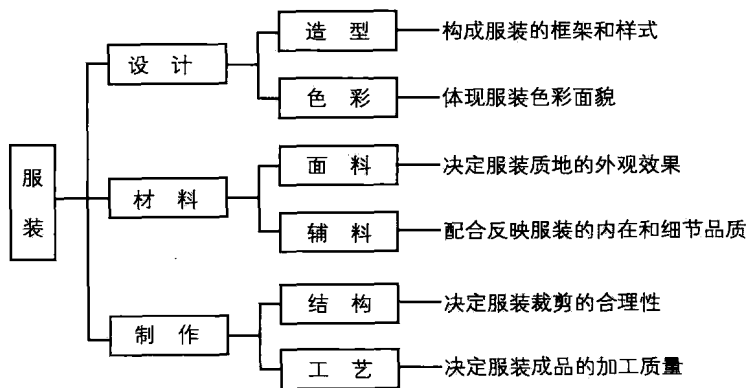 造型 构成服装的框架和样式
设计
色彩 体现服装色彩面貌
面料 决定服装质地的外观效果
服装 材料
辅料 配合反映服装的内在和细节品质
结构 决定服装裁剪的合理性
制作
工艺 决定服装成品的加工质量